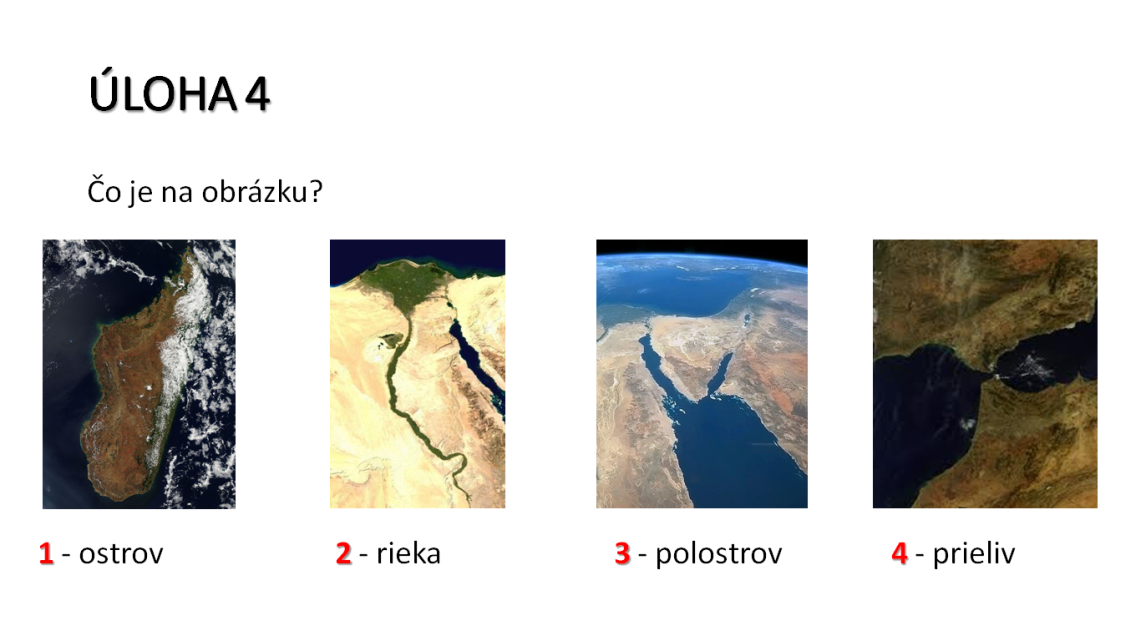 ÚLOHA 4
Čo je na obrázku?
1 - ostrov
2 - rieka
3 - polostrov
4 - prieliv